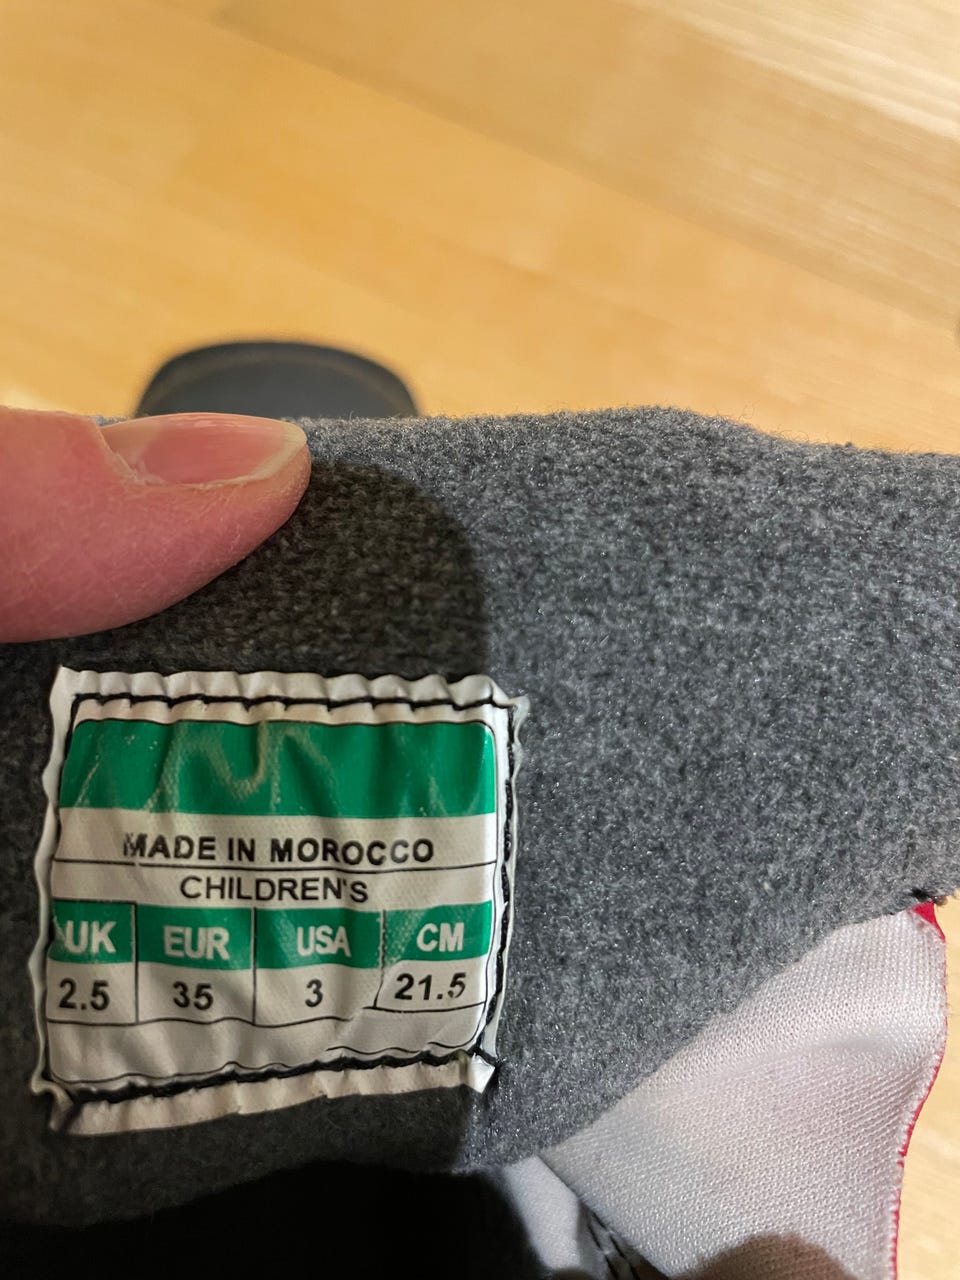 MADE IN MOROCCO
CHILDREN'S
UK EUR USA CM
2.5 35 3 21.5